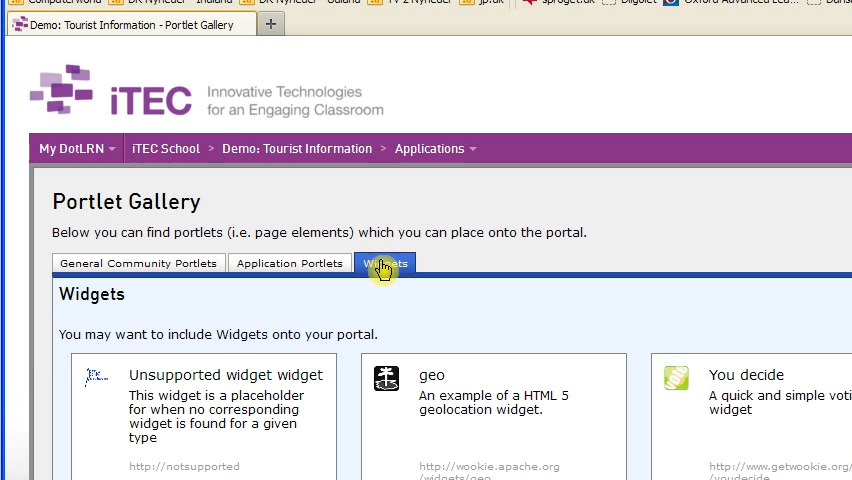 Demo: Tourist Information - Portlet Gallery
iTEC
Innovative Technologies
for an Engaging Classroom
My DotLRN
iTEC School > Demo: Tourist Information > Applications
Portlet Gallery
Below you can find portlets (i.e. page elements) which you can place onto the portal.
General Community Portlets
Application Portlets
Widgets
Widgets
You may want to include Widgets onto your portal.
Unsupported widget widget
This widget is a placeholder
for when no corresponding
widget is found for a given
type
http://notsupported
geo
An example of a HTML 5
geolocation widget.
http://wookie.apache.org
/widgets/geo
You decide
A quick and simple voti
widget
http://www.getwookie.org
/youdecide